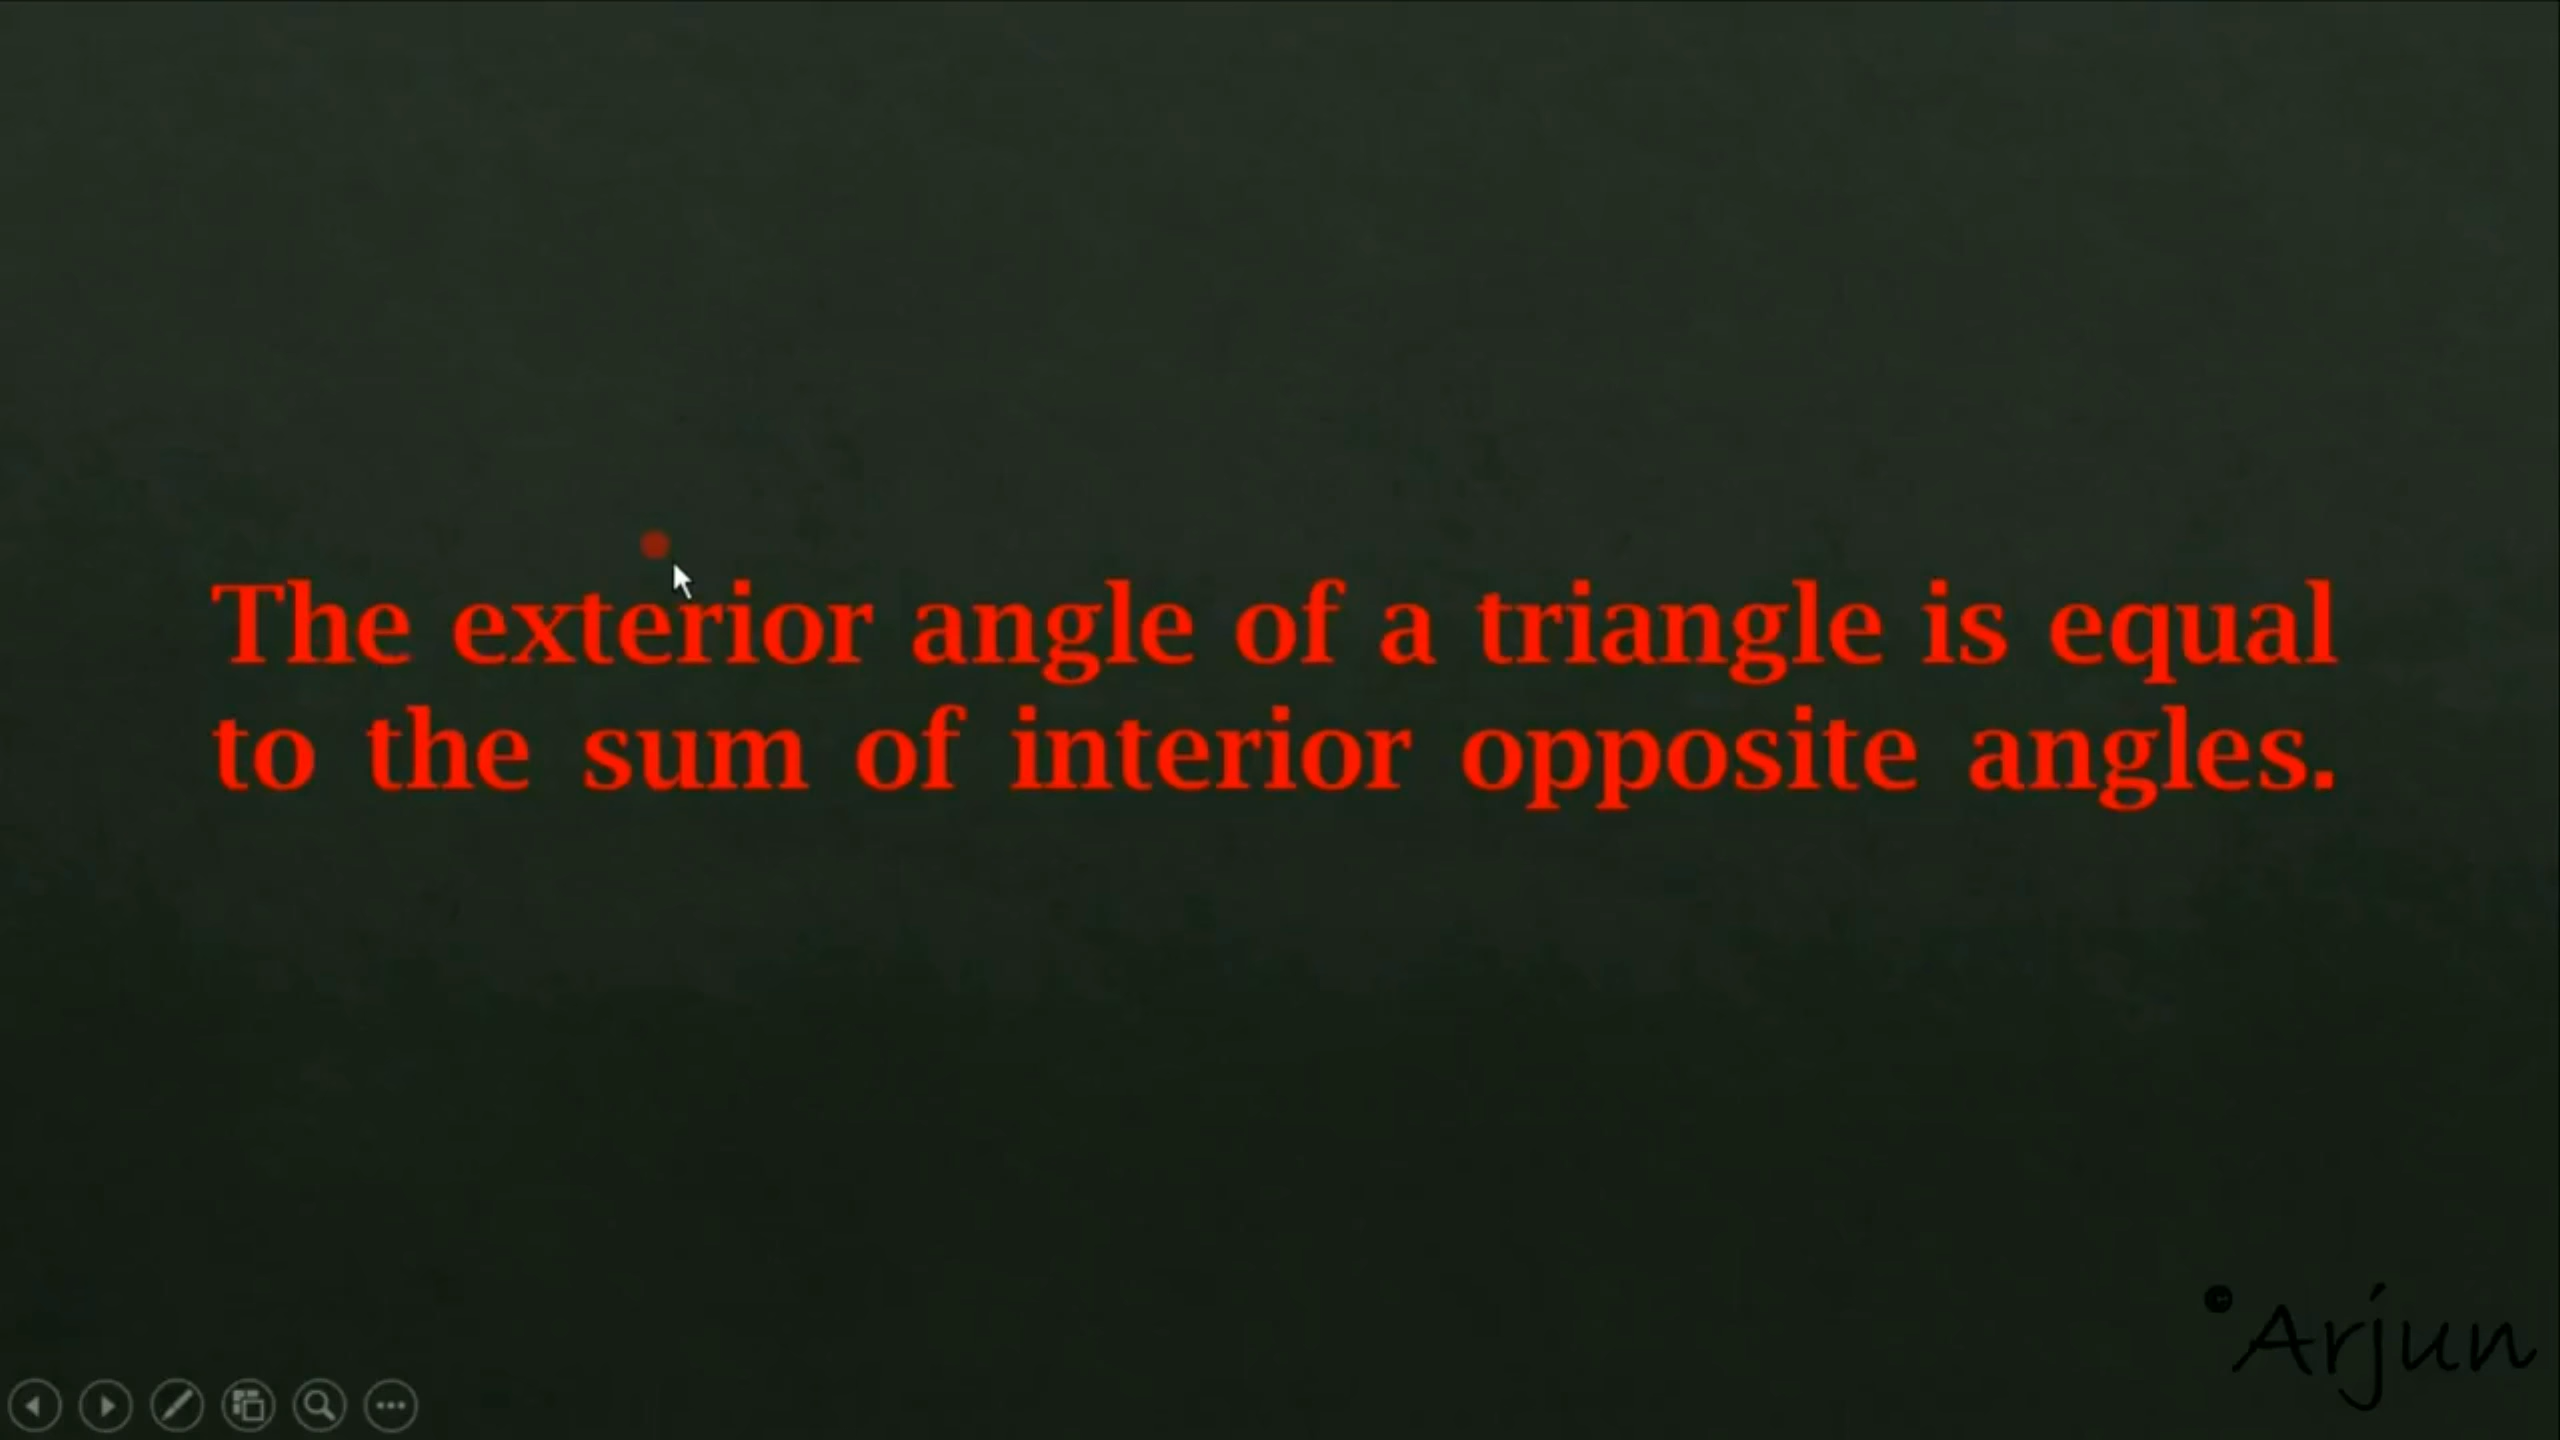 The exterior angle of a triangle is equal
to the sum of interior opposite angles.
Arjun